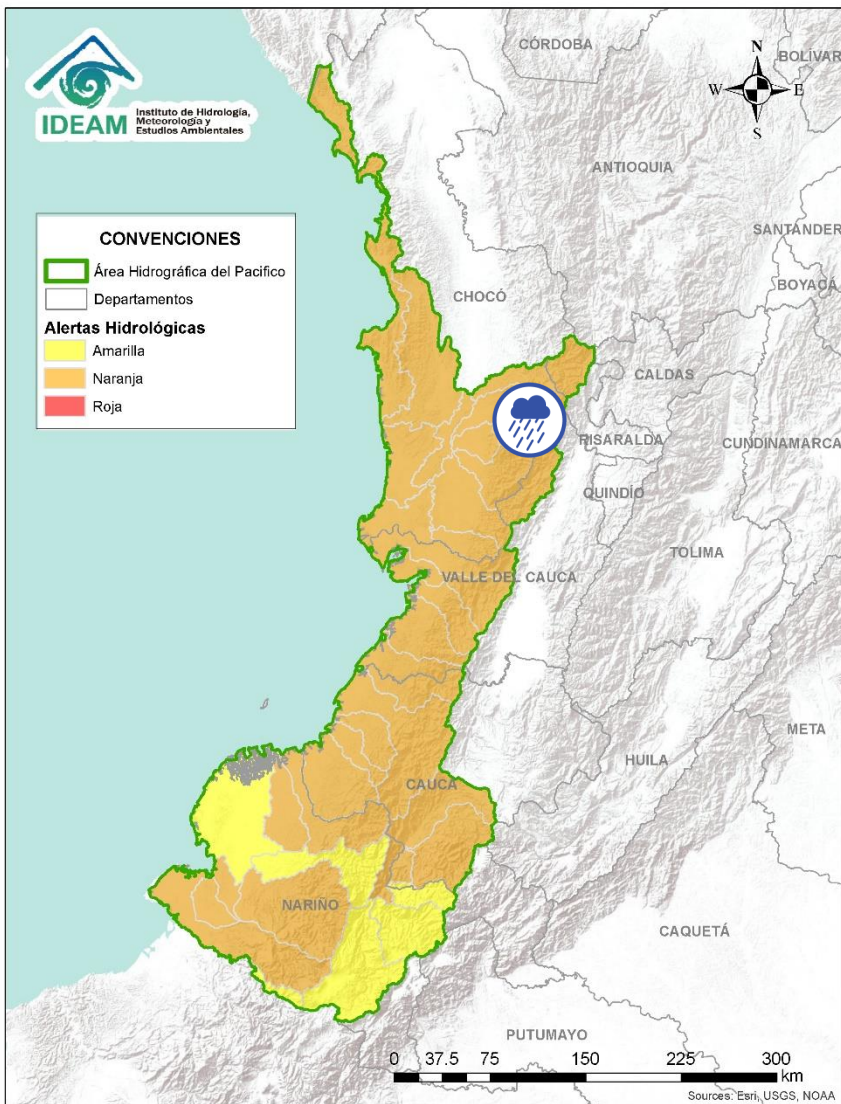 IDEAM
Instituto de Hidrología,
Meteorología y
Estudios Ambientales
CÓRDOBA
BOLÍVAR
N
W
E
S
ANTIOQUIA
SANTANDER
BOYACÁ
CONVENCIONES
Área Hidrográfica del Pacifico
Departamentos
Alertas Hidrológicas
Amarilla
Naranja
Roja
CHOCÓ
CALDAS
RISARALDA
CUNDINAMARCA
QUINDÍO
TOLIMA
VALLE DEL CAUCA
META
HUILA
CAUCA
NARIÑO
CAQUETÁ
PUTUMAYO
0 37.5 75 150 225 300
km
Sources: Esri, USGS, NOAA